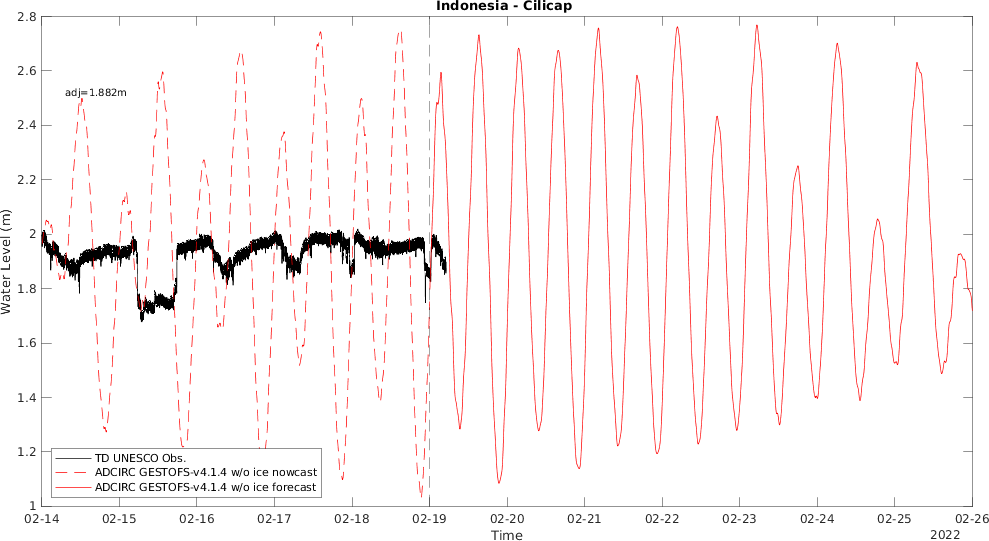 Indonesia - Cilicap
Water Level (m)
2.8
2.6
2.4
2.2
2
1.8
1.6
1.4
1.2
1
adj=1.882m
TD UNESCO Obs.
ADCIRC GESTOFS-v4.1.4 w/o ice nowcast
ADCIRC GESTOFS-v4.1.4 w/o ice forecast
02-14 02-15 02-16 02-17 02-18 02-19 02-20 02-21 02-22 02-23 02-24 02-25 02-26
Time
2022